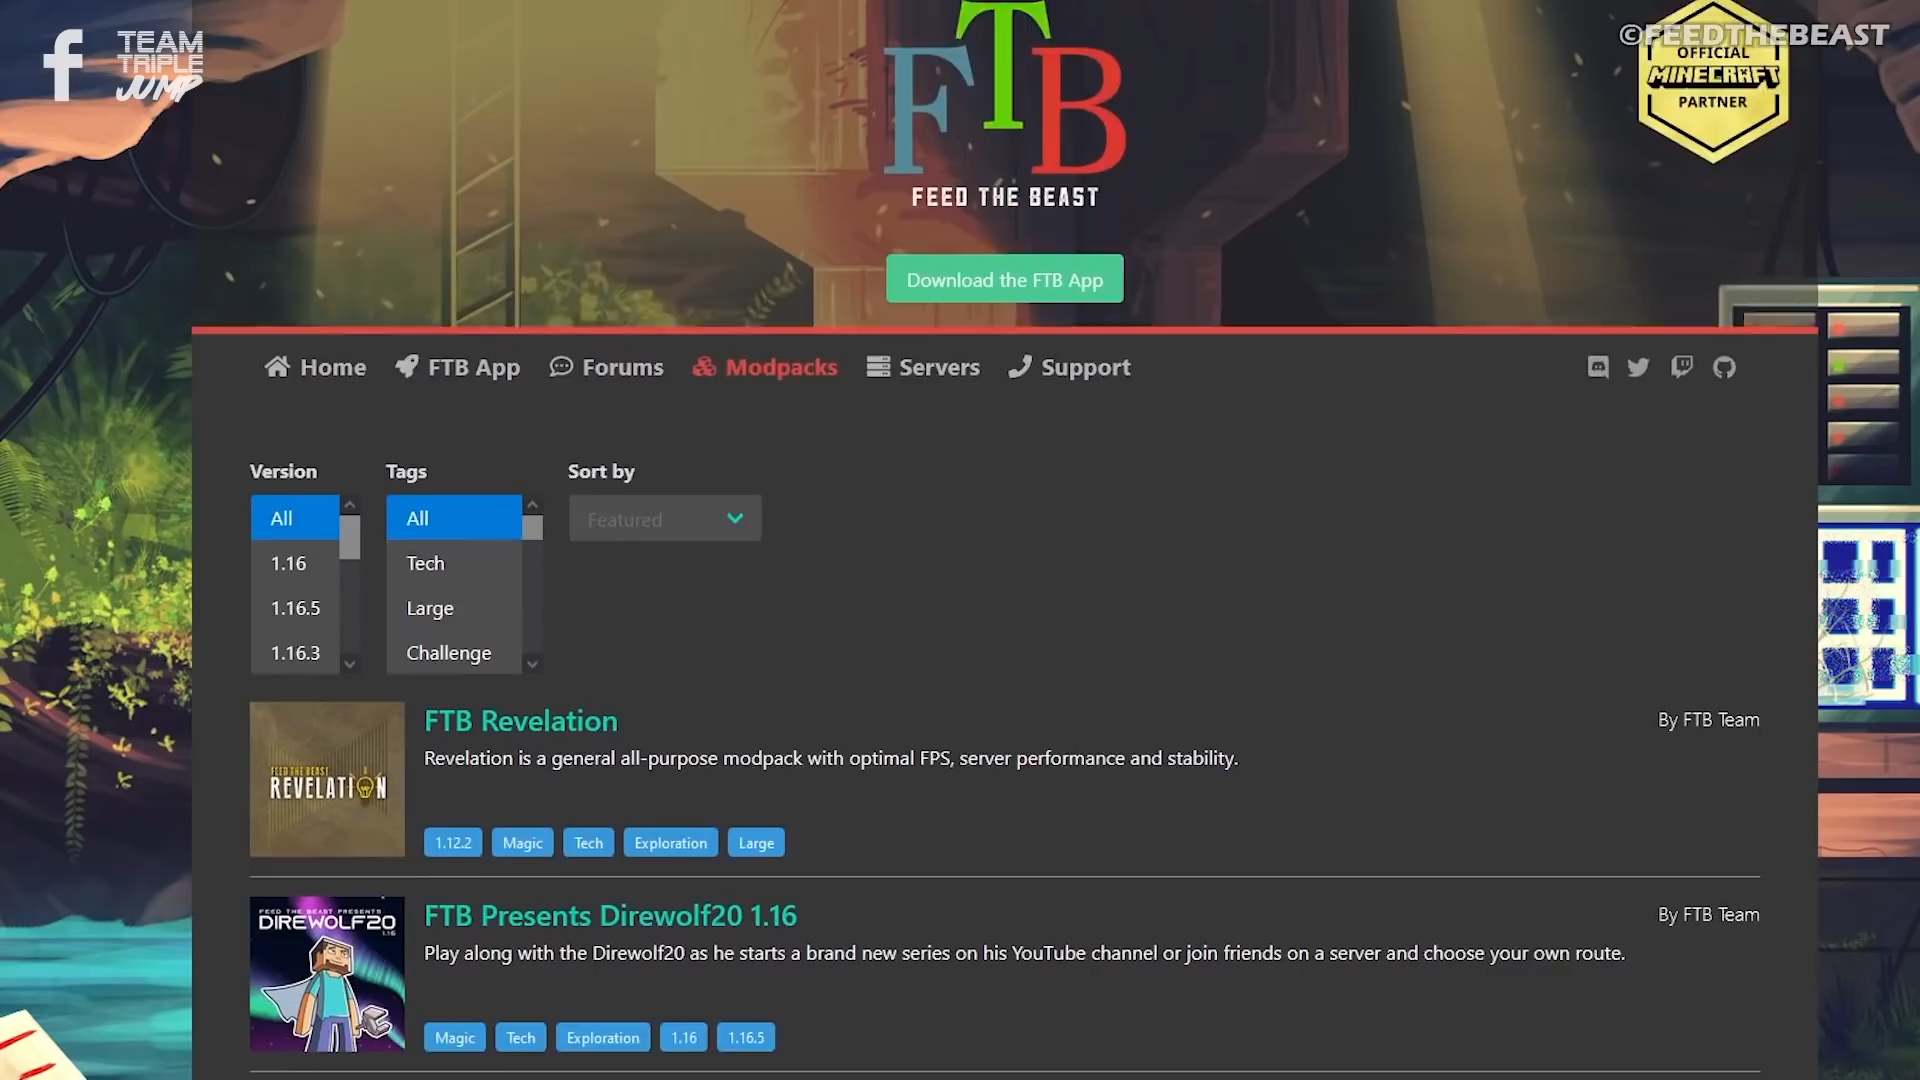 f TEAM
TRIPLE
JUMP
©FEEDTHEBEAST
FTB
FEED THE BEAST
OFFICIAL
MINECRAFT
PARTNER
Download the FTB App
Home FTB App Forums Modpacks Servers Support
Version Tags Sort by
All All Featured
1.16 Tech
1.16.5 Large
1.16.3 Challenge
FEED THE BEAST
REVELATION
FTB Revelation By FTB Team
Revelation is a general all-purpose modpack with optimal FPS, server performance and stability.
1.12.2 Magic Tech Exploration Large
FEED THE BEAST PRESENTS
DIREWOLF20
1.16
FTB Presents Direwolf20 1.16 By FTB Team
Play along with the Direwolf20 as he starts a brand new series on his YouTube channel or join friends on a server and choose your own route.
Magic Tech Exploration 1.16 1.16.5